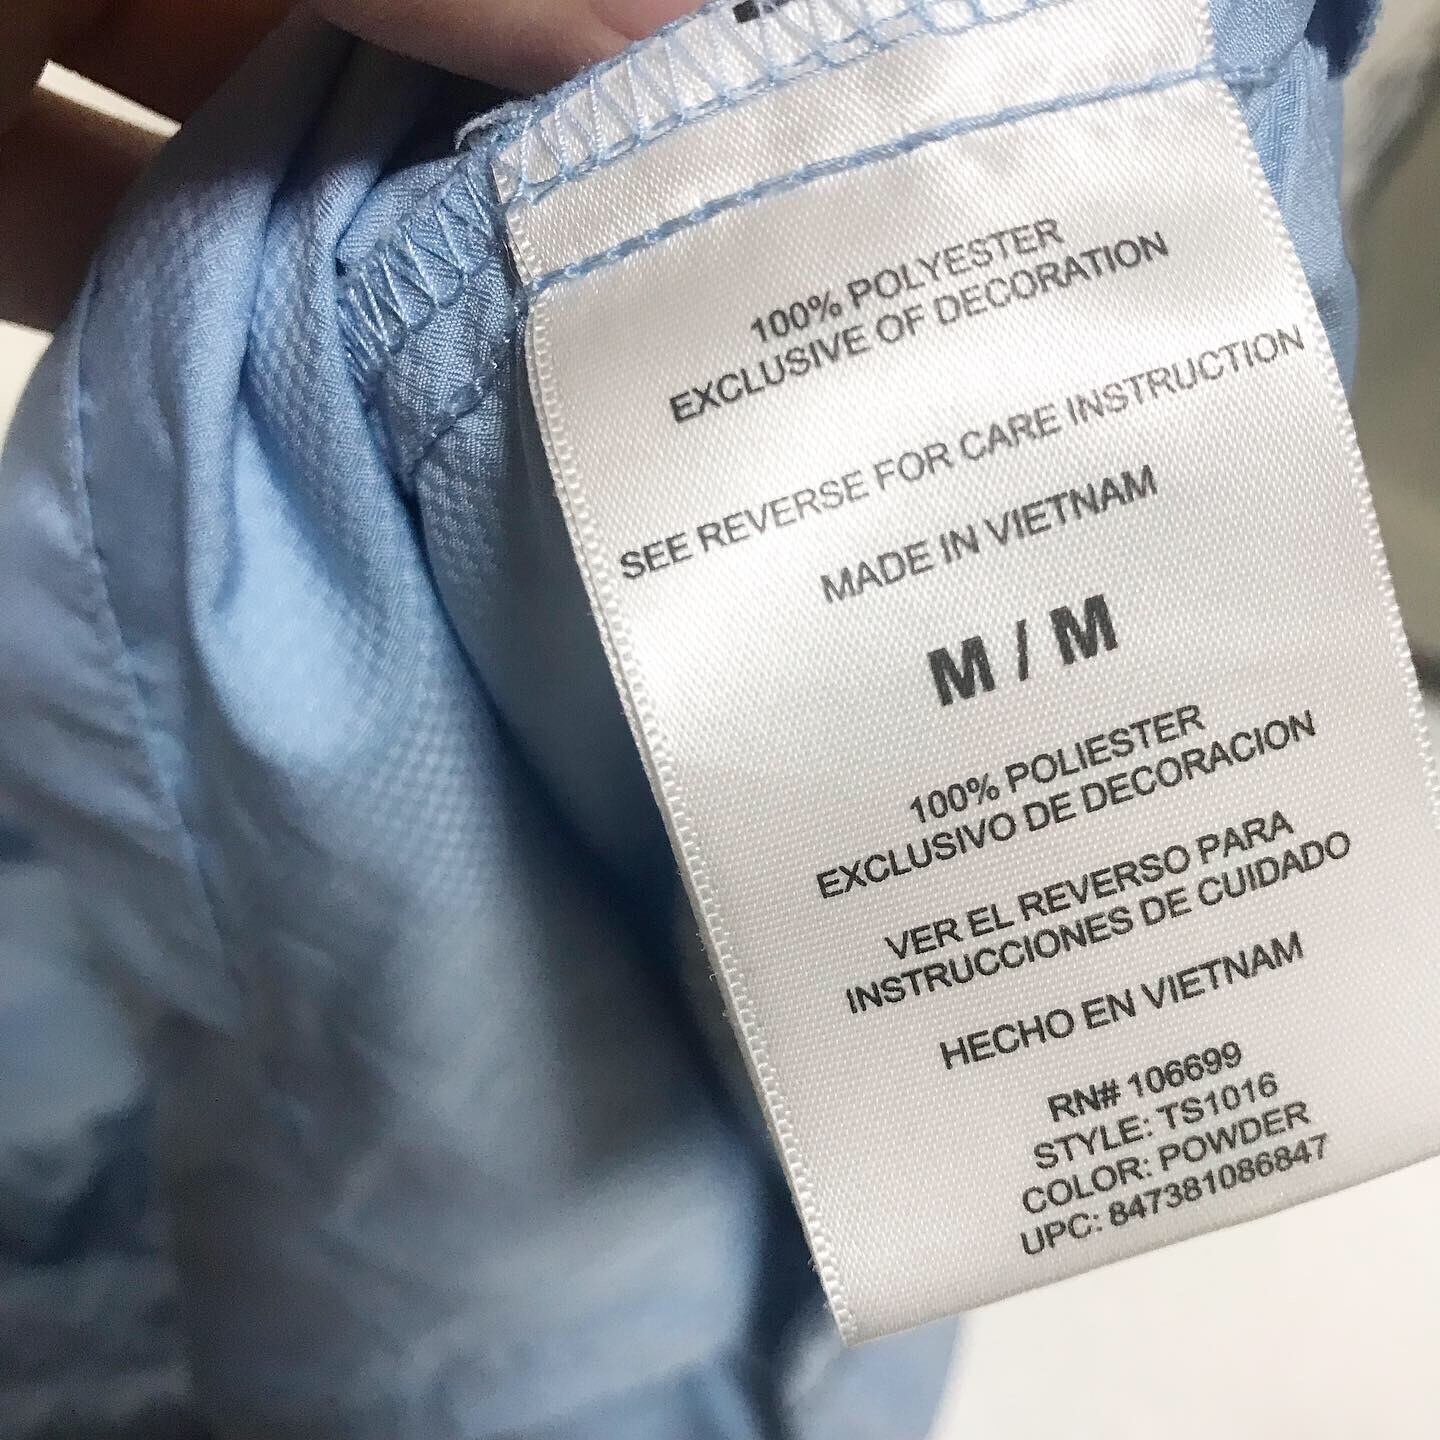 100% POLYESTER
EXCLUSIVE OF DECORATION
SEE REVERSE FOR CARE INSTRUCTION
MADE IN VIETNAM
M / M
100% POLIESTER
EXCLUSIVO DE DECORACION
VER EL REVERSO PARA
INSTRUCCIONES DE CUIDADO
HECHO EN VIETNAM
RN# 106699
STYLE: TS1016
COLOR: POWDER
UPC: 847381086847